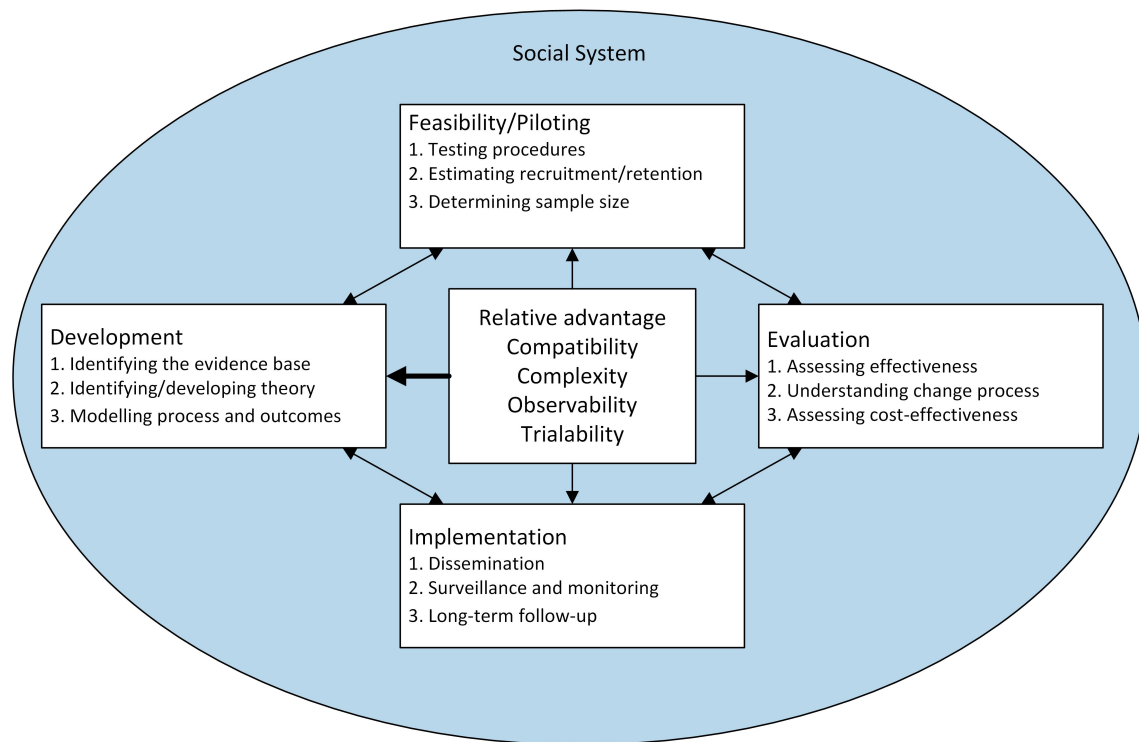 Social System
Feasibility/Piloting
1. Testing procedures
2. Estimating recruitment/retention
3. Determining sample size
Development
1. Identifying the evidence base
2. Identifying/developing theory
3. Modelling process and outcomes
Relative advantage
Compatibility
Complexity
Observability
Trialability
Evaluation
1. Assessing effectiveness
2. Understanding change process
3. Assessing cost-effectiveness
Implementation
1. Dissemination
2. Surveillance and monitoring
3. Long-term follow-up